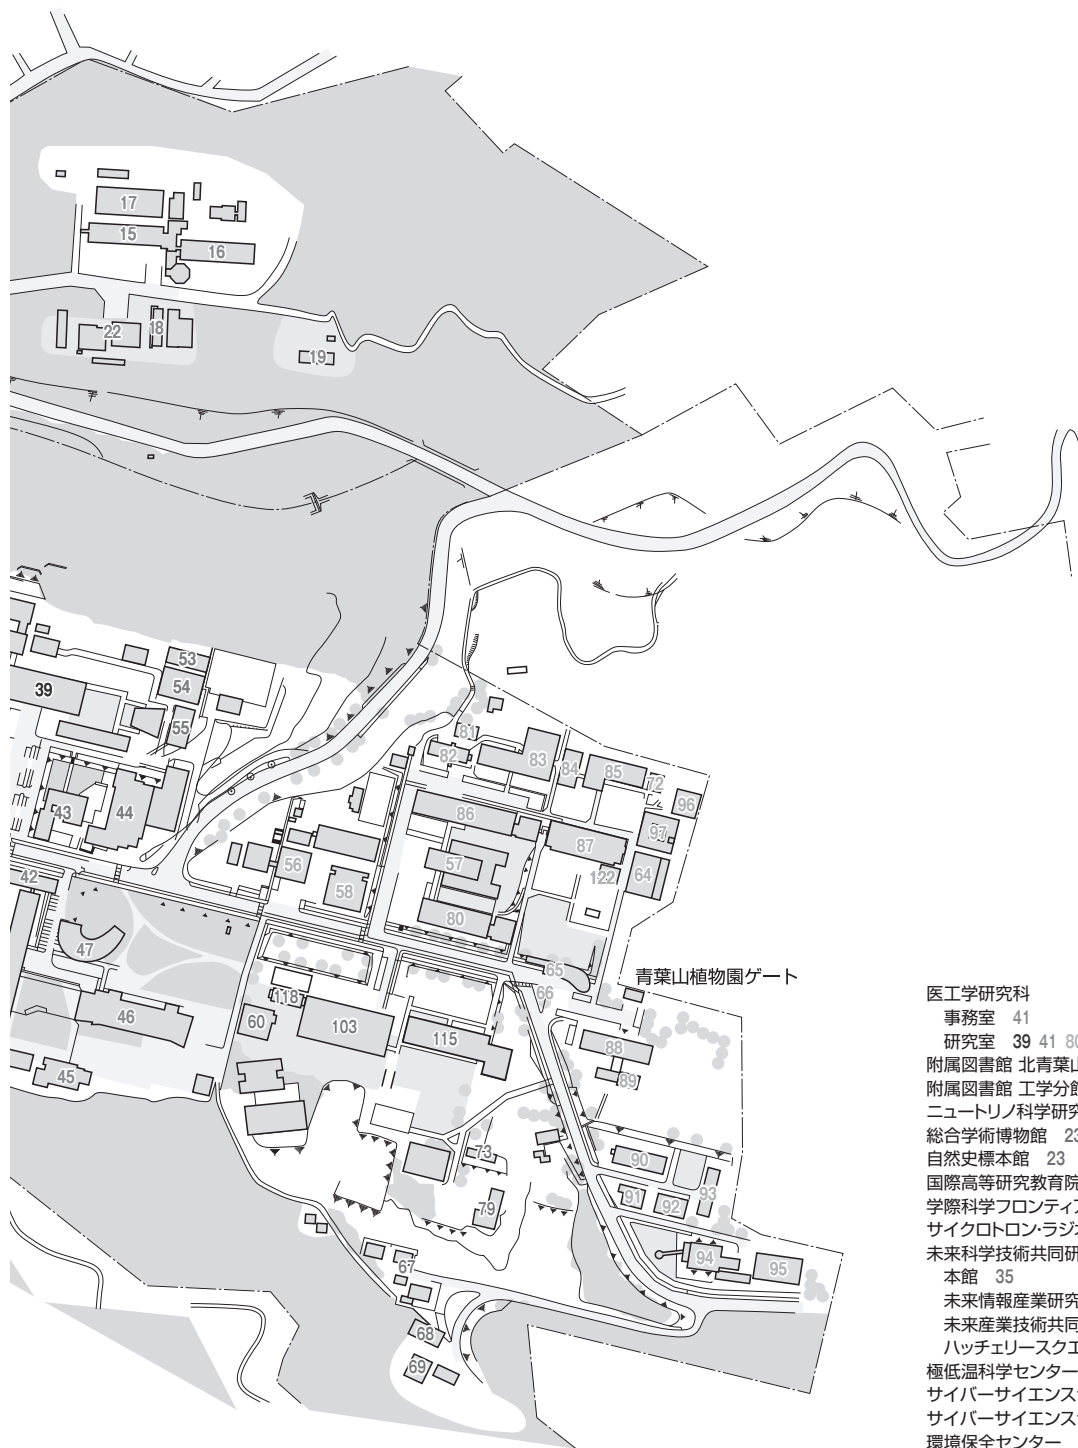 17
15
16
22
18
19
53
39
54
55
43
44
42
47
46
45
81
82
83
84
85
72
96
86
87
97
56
57
122
64
58
80
65
66
青葉山植物園ゲート
118
60
103
115
88
89
73
90
79
91
92
93
94
95
67
68
69
医工学研究科
事務室 41
研究室 39 41 80
附属図書館 北青葉山
附属図書館 工学分館
ニュートリノ科学研究
総合学術博物館 23
自然史標本館 23
国際高等研究教育院
学際科学フロンティア
サイクロトロン・ラジオ
未来科学技術共同研
本館 35
未来情報産業研究
未来産業技術共同
ハッチェリースクエ
極低温科学センター
サイバーサイエンス
サイバーサイエンス
環境保全センター